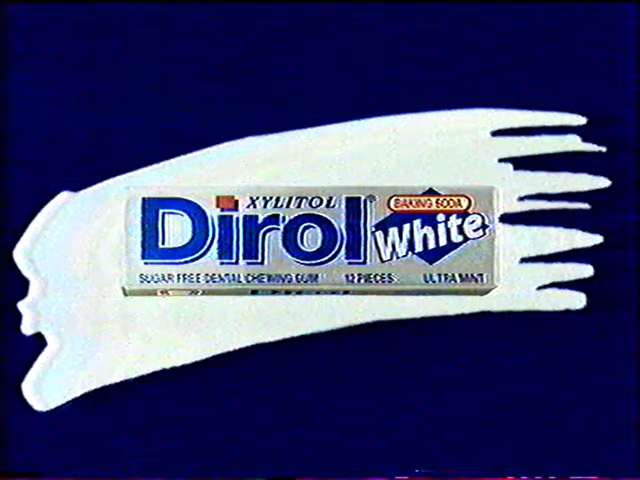 XYLITOL
Dirol®
BAKING SODA
White
SUGAR FREE DENTAL CHEWING GUM 12 PIECES ULTRA MINT